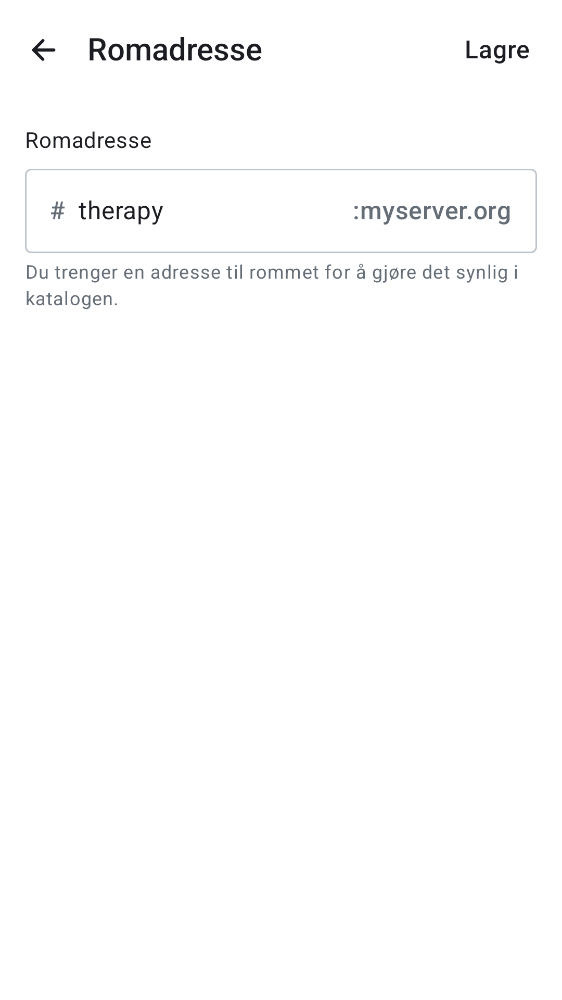 Romadresse Lagre
Romadresse
# therapy :myserver.org
Du trenger en adresse til rommet for å gjøre det synlig i
katalogen.